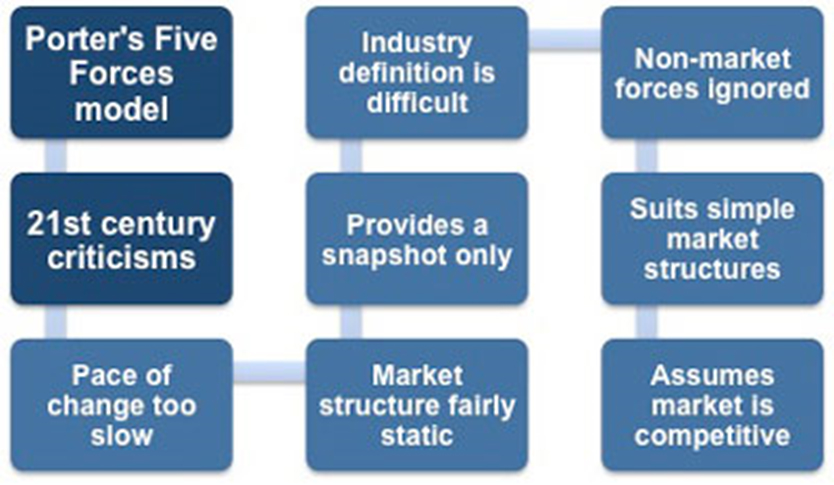 Porter's Five
Forces
model
21st century
criticisms
Pace of
change too
slow
Market
structure fairly
static
Provides a
snapshot only
Industry
definition is
difficult
Non-market
forces ignored
Suits simple
market
structures
Assumes
market is
competitive